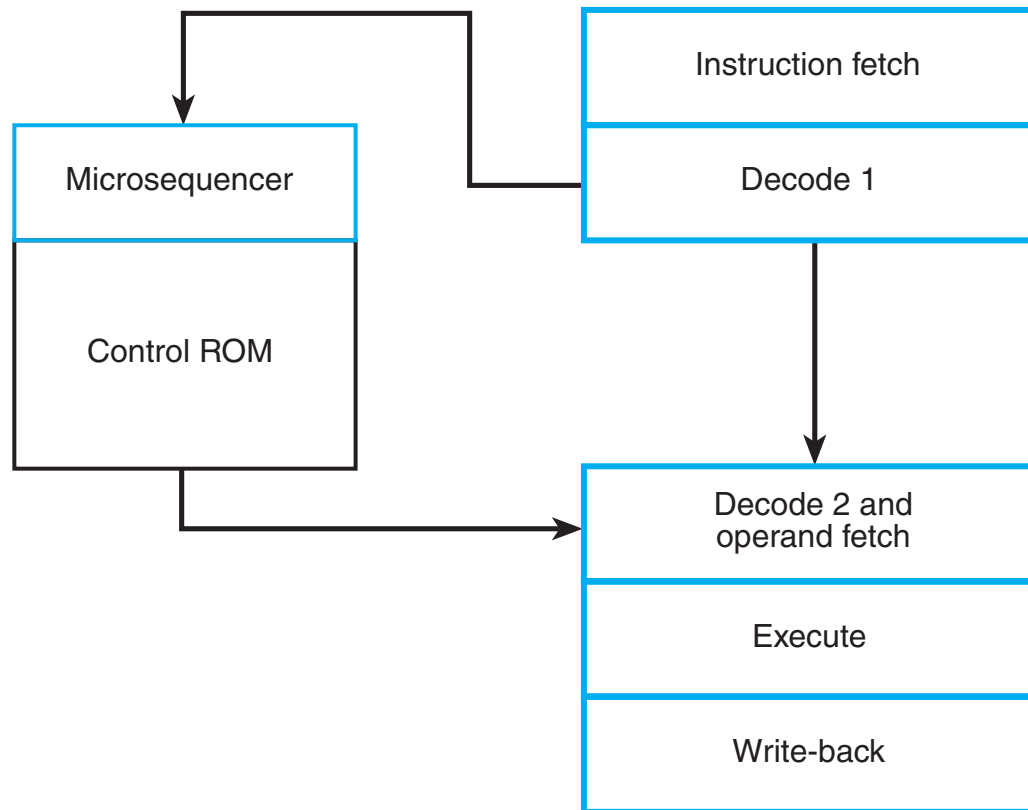 Instruction fetch
Microsequencer
Decode 1
Control ROM
Decode 2 and
operand fetch
Execute
Write-back